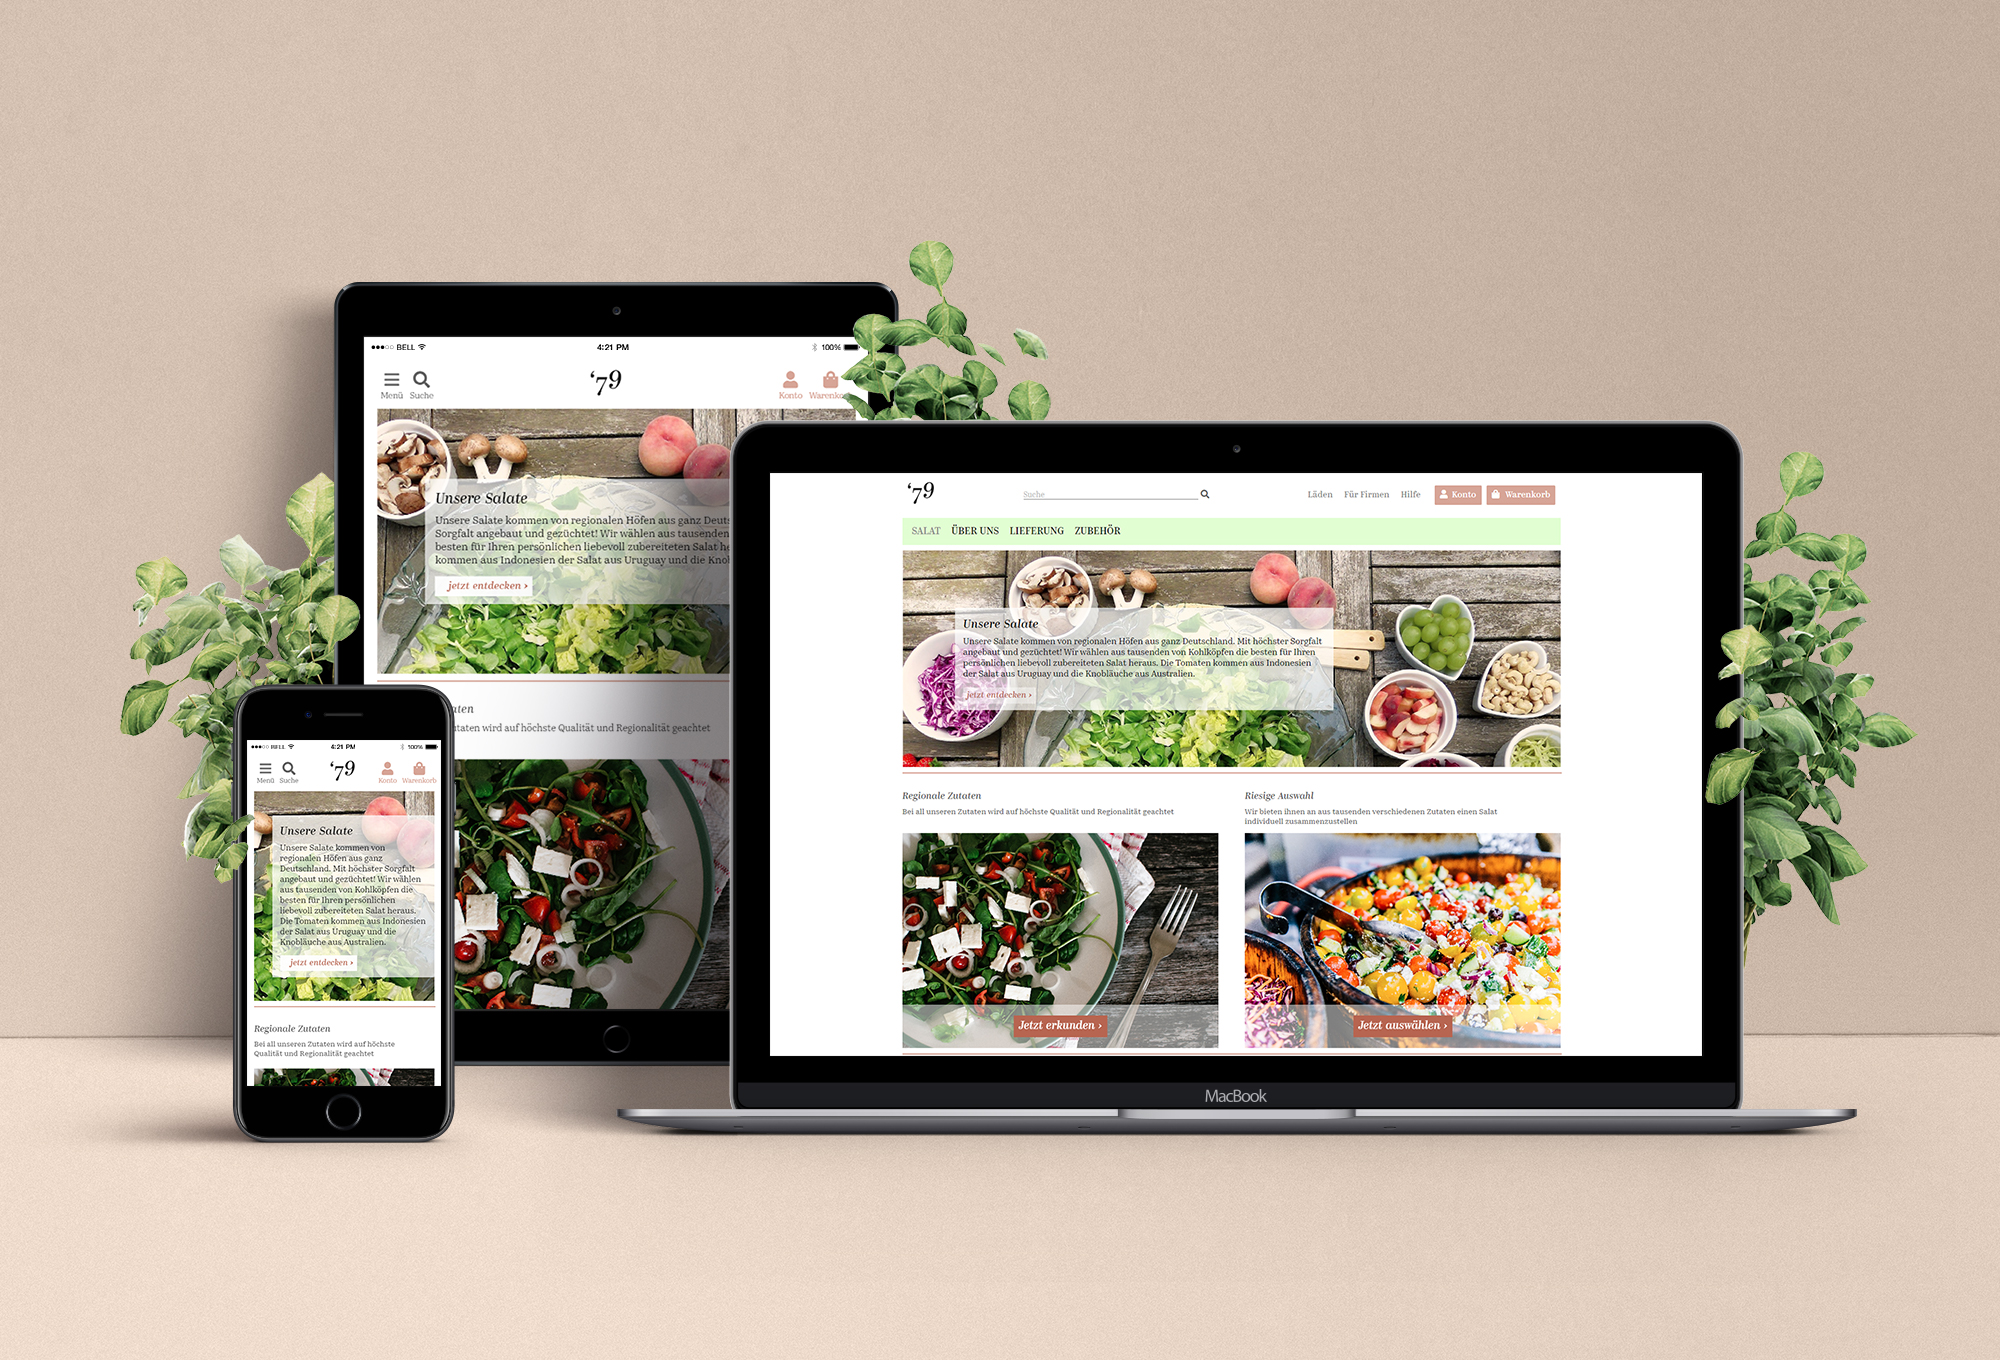 ●●●○○ BELL
4:21 PM
100%
Menü
Suche
‘79
Konto
Unsere Salate
Unsere Salate kommen von regionalen Höfen aus ganz Deuts
Sorgfalt angebaut und gezüchtet! Wir wählen aus tausenden
besten für Ihren persönlichen liebevoll zubereiteten Salat he
kommen aus Indonesien der Salat aus Uruguay und die Knobl
jetzt entdecken ›
aten
utaten wird auf höchste Qualität und Regionalität geachtet
●●●○○ BELL
4:21 PM
100%
Menü
Suche
‘79
Konto
Warenkorb
Unsere Salate
Unsere Salate kommen von
regionalen Höfen aus ganz
Deutschland. Mit höchster Sorgfalt
angebaut und gezüchtet! Wir wählen
aus tausenden von Kohlköpfen die
besten für Ihren persönlichen
liebevoll zubereiteten Salat heraus.
Die Tomaten kommen aus Indonesien
der Salat aus Uruguay und die
Knobläuche aus Australien.
jetzt entdecken ›
Regionale Zutaten
Bei all unseren Zutaten wird auf höchste
Qualität und Regionalität geachtet
‘79
Suche
Läden
Für Firmen
Hilfe
Konto
Warenkorb
SALAT ÜBER UNS LIEFERUNG ZUBEHÖR
Unsere Salate
Unsere Salate kommen von regionalen Höfen aus ganz Deutschland. Mit höchster Sorgfalt
angebaut und gezüchtet! Wir wählen aus tausenden von Kohlköpfen die besten für Ihren
persönlichen liebevoll zubereiteten Salat heraus. Die Tomaten kommen aus Indonesien
der Salat aus Uruguay und die Knobläuche aus Australien.
jetzt entdecken ›
Regionale Zutaten
Bei all unseren Zutaten wird auf höchste Qualität und Regionalität geachtet
Jetzt erkunden ›
Riesige Auswahl
Wir bieten ihnen an aus tausenden verschiedenen Zutaten einen Salat
individuell zusammenzustellen
Jetzt auswählen ›
MacBook